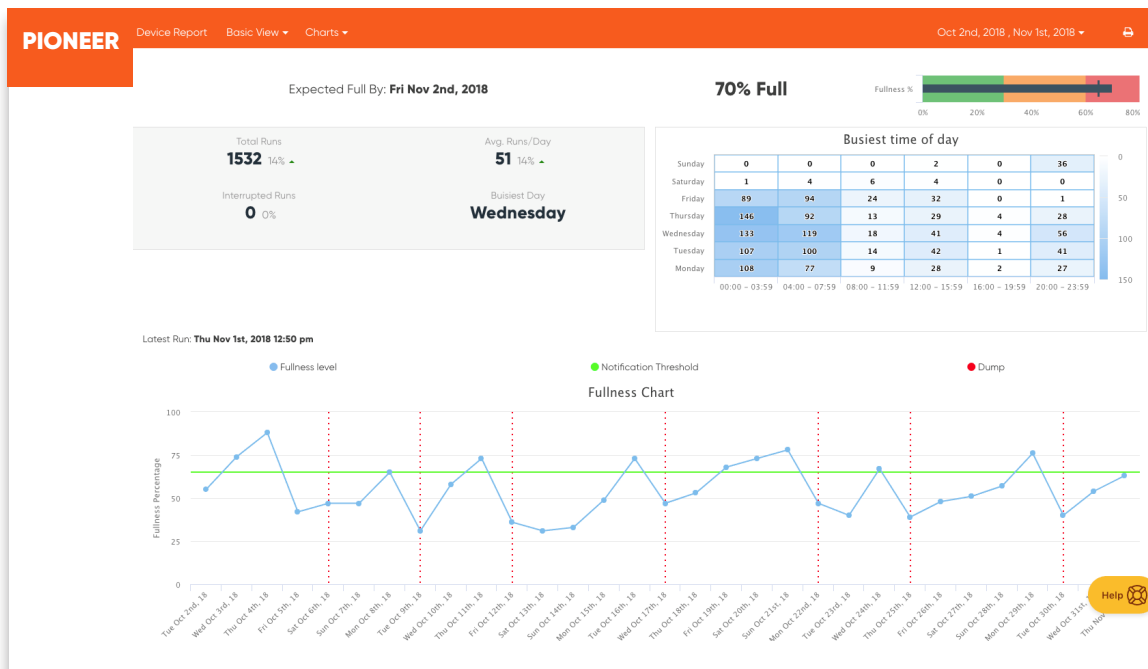 PIONEER
Device Report Basic View Charts Oct 2nd, 2018 , Nov 1st, 2018
Expected Full By: Fri Nov 2nd, 2018
70% Full
Fullness %
0% 20% 40% 60% 80%
Total Runs
1532 14%
Avg. Runs/Day
51 14%
Interrupted Runs
0 0%
Buisiest Day
Wednesday
Busiest time of day
Sunday 0 0 0 2 0 36
Saturday 1 4 6 4 0 0
Friday 89 94 24 32 0 1
Thursday 146 92 13 29 4 28
Wednesday 133 119 18 41 4 56
Tuesday 107 100 14 42 1 41
Monday 108 77 9 28 2 27
00:00 – 03:59 04:00 – 07:59 08:00 – 11:59 12:00 – 15:59 16:00 – 19:59 20:00 – 23:59
0
50
100
150
Latest Run: Thu Nov 1st, 2018 12:50 pm
Fullness level Notification Threshold Dump
Fullness Chart
Fullness Percentage
100
75
50
25
0
Tue Oct 2nd, 18
Wed Oct 3rd, 18
Thu Oct 4th, 18
Fri Oct 5th, 18
Sat Oct 6th, 18
Sun Oct 7th, 18
Mon Oct 8th, 18
Tue Oct 9th, 18
Wed Oct 10th, 18
Thu Oct 11th, 18
Fri Oct 12th, 18
Sat Oct 13th, 18
Sun Oct 14th, 18
Mon Oct 15th, 18
Tue Oct 16th, 18
Wed Oct 17th, 18
Thu Oct 18th, 18
Fri Oct 19th, 18
Sat Oct 20th, 18
Sun Oct 21st, 18
Mon Oct 22nd, 18
Tue Oct 23rd, 18
Wed Oct 24th, 18
Thu Oct 25th, 18
Fri Oct 26th, 18
Sat Oct 27th, 18
Sun Oct 28th, 18
Mon Oct 29th, 18
Tue Oct 30th, 18
Wed Oct 31st,
Thu Nov
Help